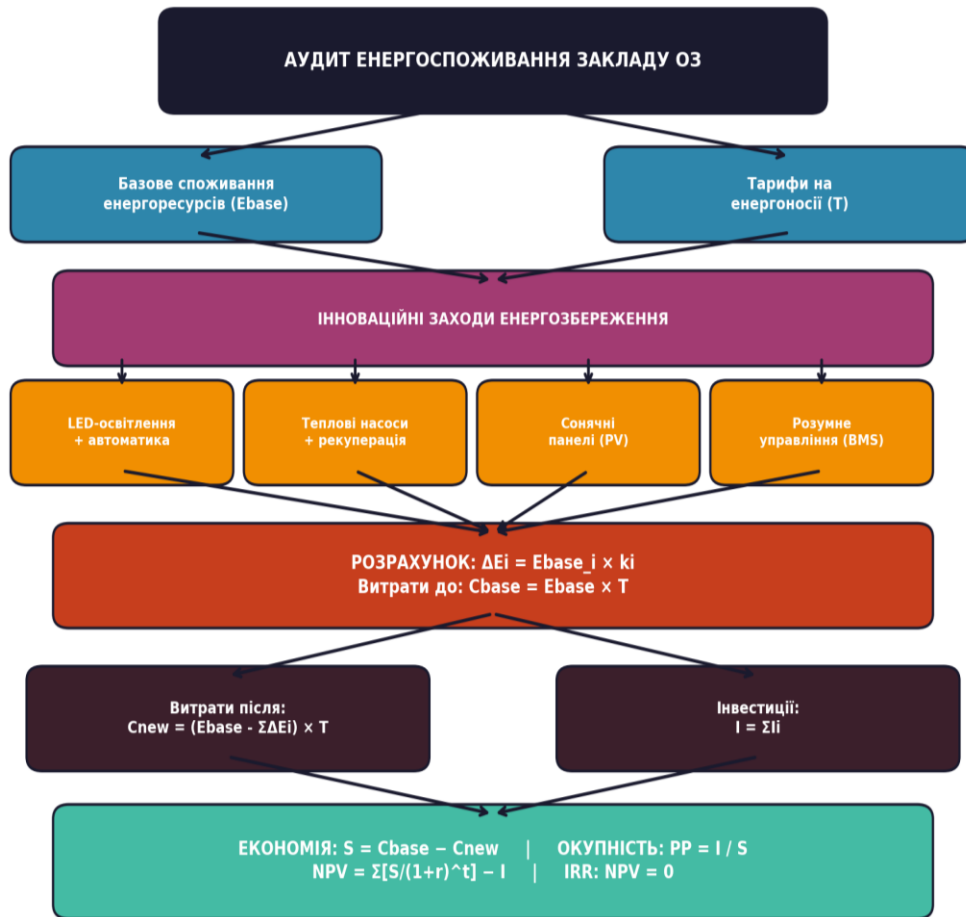 АУДИТ ЕНЕРГОСПОЖИВАННЯ ЗАКЛАДУ ОЗ
Базове споживання
енергоресурсів (Ebase)
Тарифи на
енергоносії (T)
ІННОВАЦІЙНІ ЗАХОДИ ЕНЕРГОЗБЕРЕЖЕННЯ
LED-освітлення
+ автоматика
Теплові насоси
+ рекуперація
Сонячні
панелі (PV)
Розумне
управління (BMS)
РОЗРАХУНОК: ΔEi = Ebase_i × ki
Витрати до: Cbase = Ebase × T
Витрати після:
Cnew = (Ebase - ΣΔEi) × T
Інвестиції:
I = ΣIi
ЕКОНОМІЯ: S = Cbase − Cnew | ОКУПНІСТЬ: PP = I / S
NPV = Σ[S/(1+r)^t] − I | IRR: NPV = 0